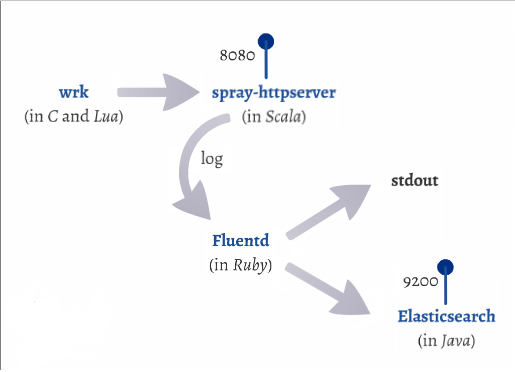 8080
wrk
(in C and Lua)
spray-httpserver
(in Scala)
log
stdout
Fluentd
(in Ruby)
9200
Elasticsearch
(in Java)